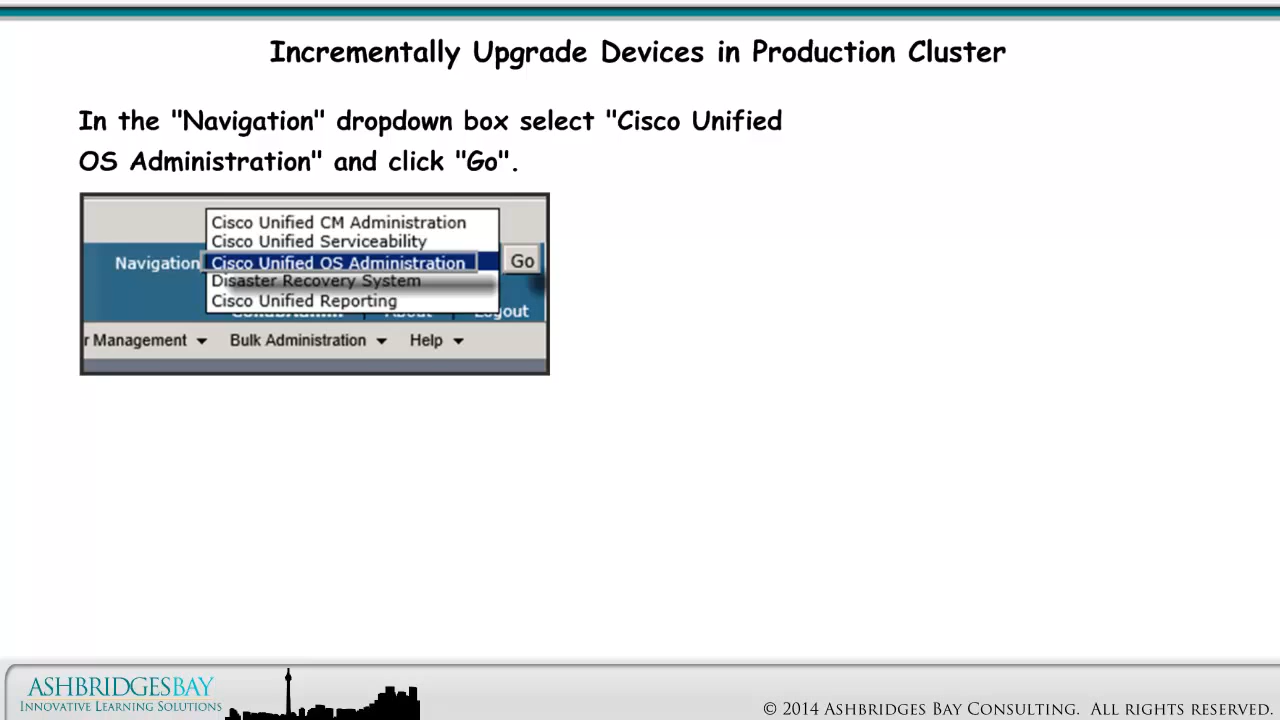 Incrementally Upgrade Devices in Production Cluster
In the "Navigation" dropdown box select "Cisco Unified
OS Administration" and click "Go".
Cisco Unified CM Administration
Cisco Unified Serviceability
Navigation Cisco Unified OS Administration Go
Disaster Recovery System
Cisco Unified Reporting
About Logout
r Management Bulk Administration Help
ASHBRIDGESBAY
INNOVATIVE LEARNING SOLUTIONS
© 2014 ASHBRIDGES BAY CONSULTING. ALL RIGHTS RESERVED.